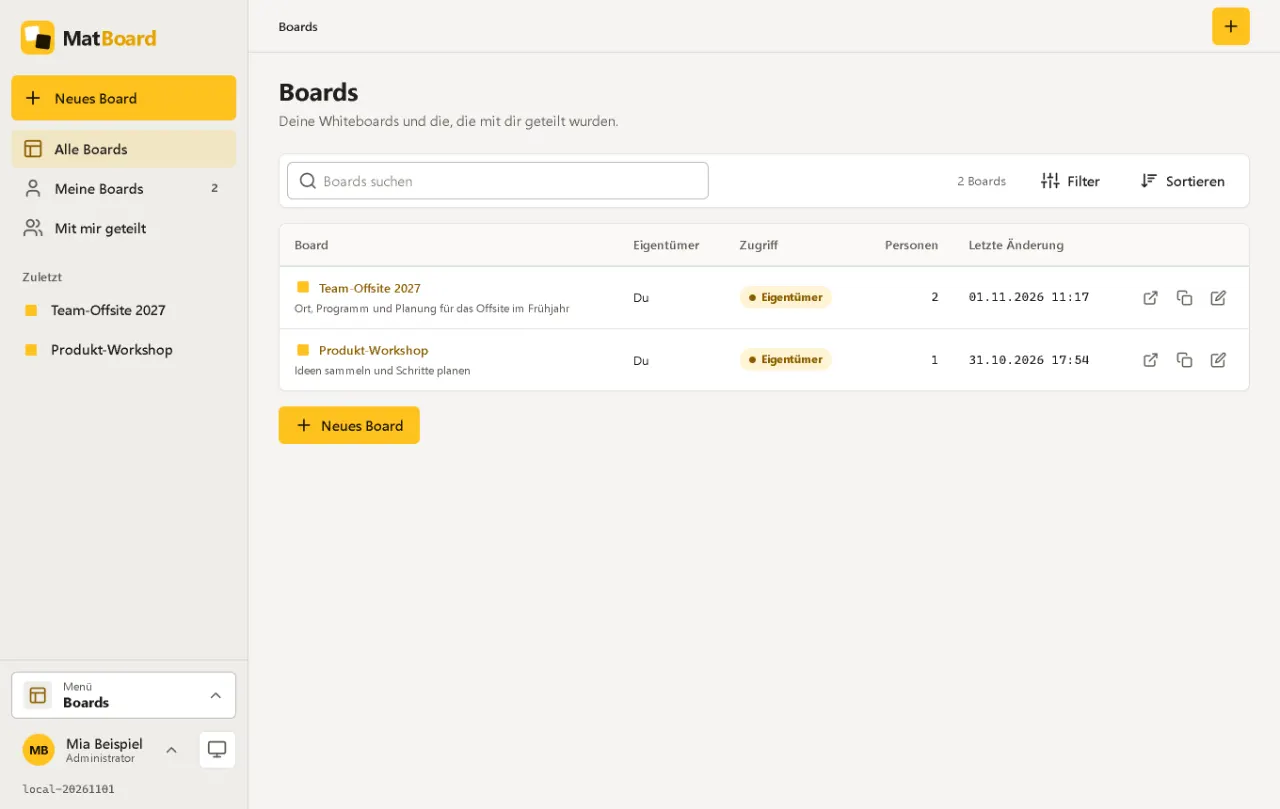 MatBoard
Neues Board
Alle Boards
Meine Boards 2
Mit mir geteilt
Zuletzt
Team-Offsite 2027
Produkt-Workshop
Menü
Boards
MB
Mia Beispiel
Administrator
local-20261101
Boards
Boards
Deine Whiteboards und die, die mit dir geteilt wurden.
Boards suchen 2 Boards Filter Sortieren
Board Eigentümer Zugriff Personen Letzte Änderung
Team-Offsite 2027 Du Eigentümer 2 01.11.2026 11:17
Ort, Programm und Planung für das Offsite im Frühjahr
Produkt-Workshop Du Eigentümer 1 31.10.2026 17:54
Ideen sammeln und Schritte planen
Neues Board